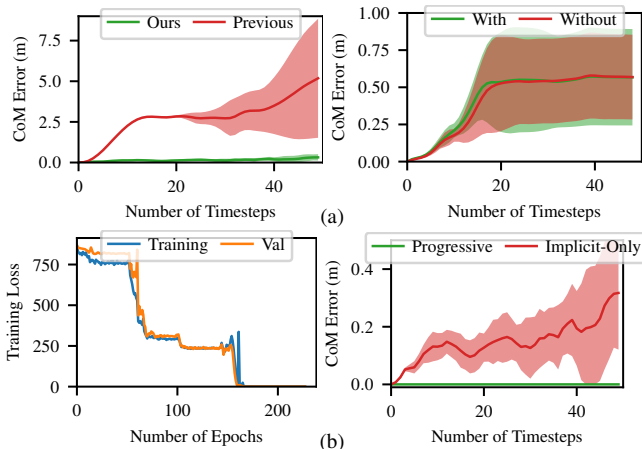 Ours Previous
CoM Error (m)
7.5
5.0
2.5
0.0
0 20 40
Number of Timesteps
With Without
CoM Error (m)
1.00
0.75
0.50
0.25
0.00
0 20 40
Number of Timesteps
(a)
Training Val
Training Loss
750
500
250
0
0 100 200
Number of Epochs
Progressive Implicit-Only
CoM Error (m)
0.4
0.2
0.0
0 20 40
Number of Timesteps
(b)